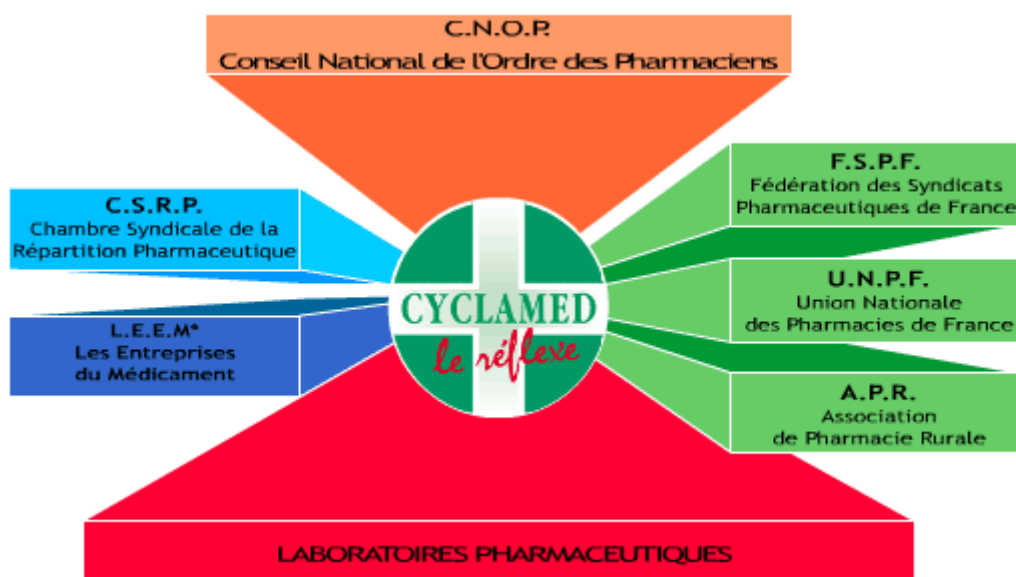 C.N.O.P.
Conseil National de l'Ordre des Pharmaciens
F.S.P.F.
Fédération des Syndicats
Pharmaceutiques de France
C.S.R.P.
Chambre Syndicale de la
Répartition Pharmaceutique
CYCLAMED
le réflexe
U.N.P.F.
Union Nationale
des Pharmacies de France
L.E.E.M*
Les Entreprises
du Médicament
A.P.R.
Association
de Pharmacie Rurale
LABORATOIRES PHARMACEUTIQUES